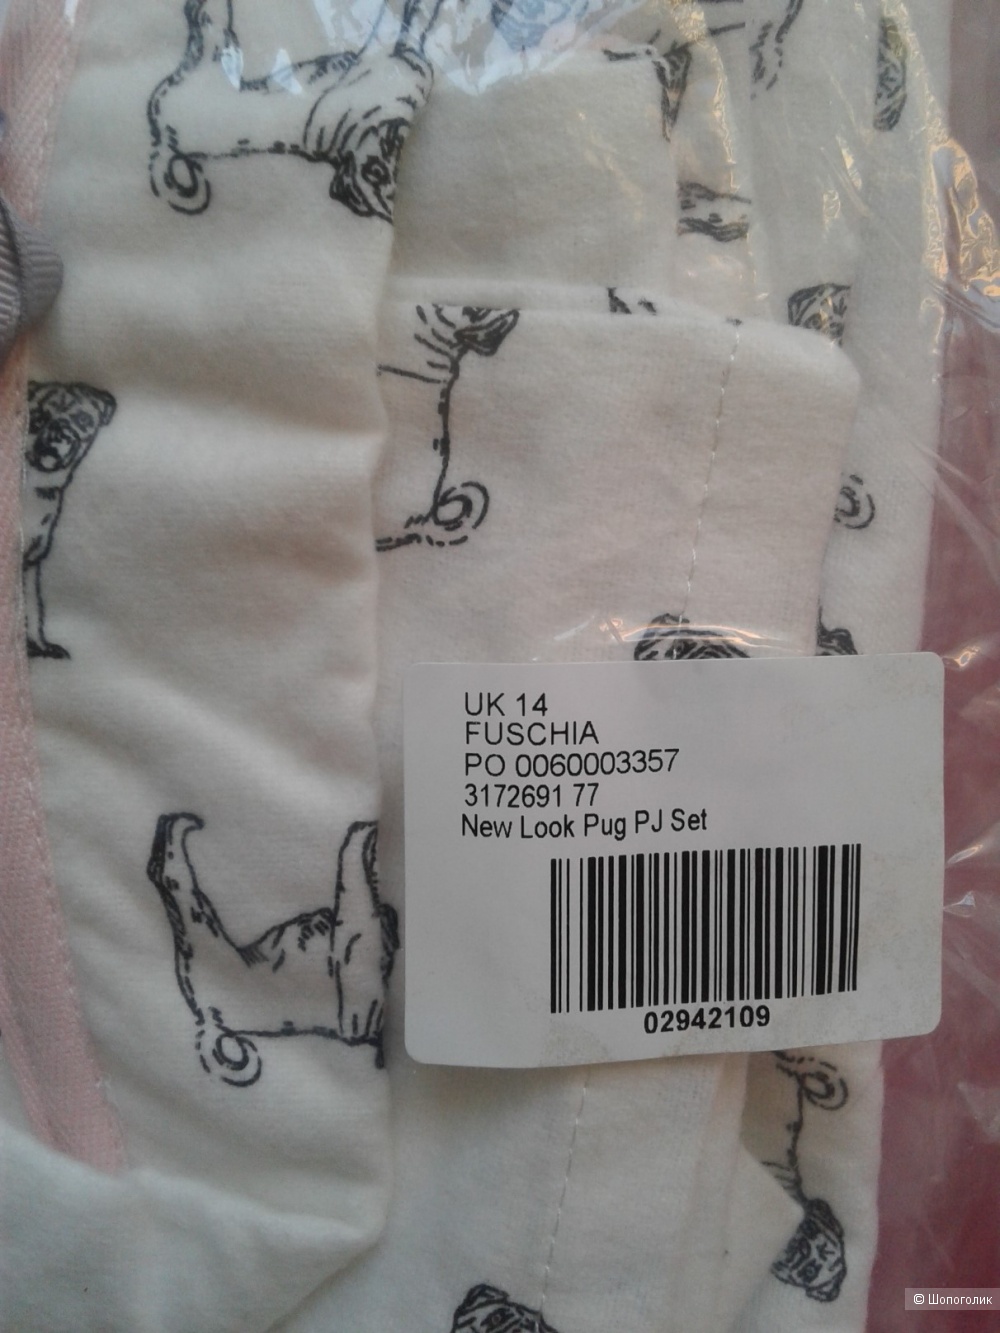 UK 14
FUSCHIA
PO 0060003357
3172691 77
New Look Pug PJ Set
02942109
© Шопоголик